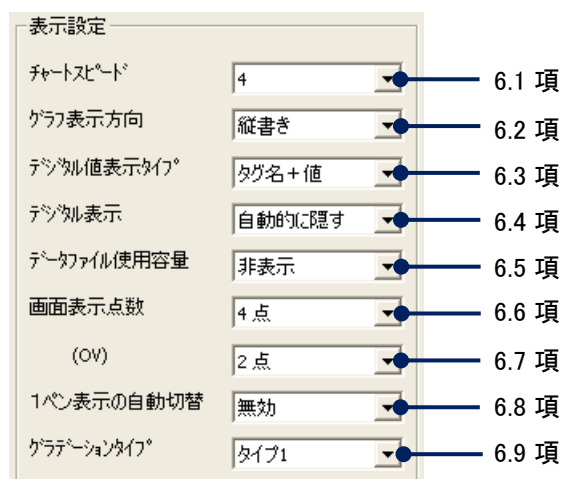 表示設定
ﾁｬｰﾄｽﾋﾟｰﾄﾞ 4 6.1 項
ｸﾞﾗﾌ表示方向 縦書き 6.2 項
ﾃﾞｼﾞﾀﾙ値表示ﾀｲﾌﾟ タグ名＋値 6.3 項
ﾃﾞｼﾞﾀﾙ表示 自動的に隠す 6.4 項
ﾃﾞｰﾀﾌｧｲﾙ使用容量 非表示 6.5 項
画面表示点数 4 点 6.6 項
(OV) 2 点 6.7 項
1ペン表示の自動切替 無効 6.8 項
ｸﾞﾗﾃﾞｰｼｮﾝﾀｲﾌﾟ タイプ1 6.9 項